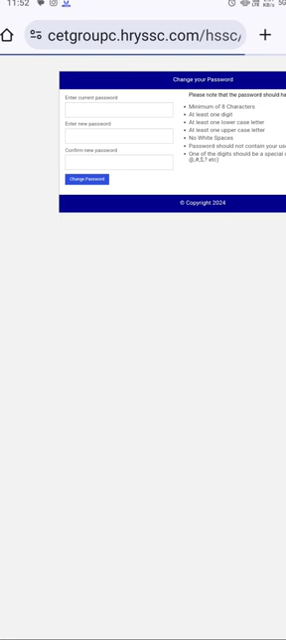 11:52
cetgroupc.hryssc.com/hssc/
Change your Password
Enter current password
Please note that the password should ha
• Minimum of 8 Characters
• At least one digit
Enter new password
• At least one lower case letter
• At least one upper case letter
• No White Spaces
Confirm new password
• Password should not contain your use
• One of the digits should be a special
@,#,$,? etc)
Change Password
© Copyright 2024